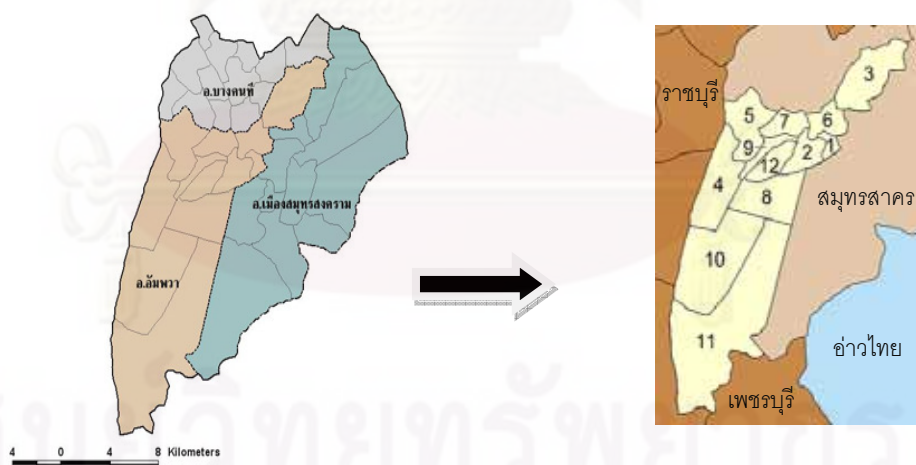 อ.บางคนที
อ.เมืองสมุทรสงคราม
อ.อัมพวา
4 0 4 8 Kilometers
ราชบุรี
3
5
7
6
9
12
2
1
4
8
สมุทรสาคร
10
11
อ่าวไทย
เพชรบุรี